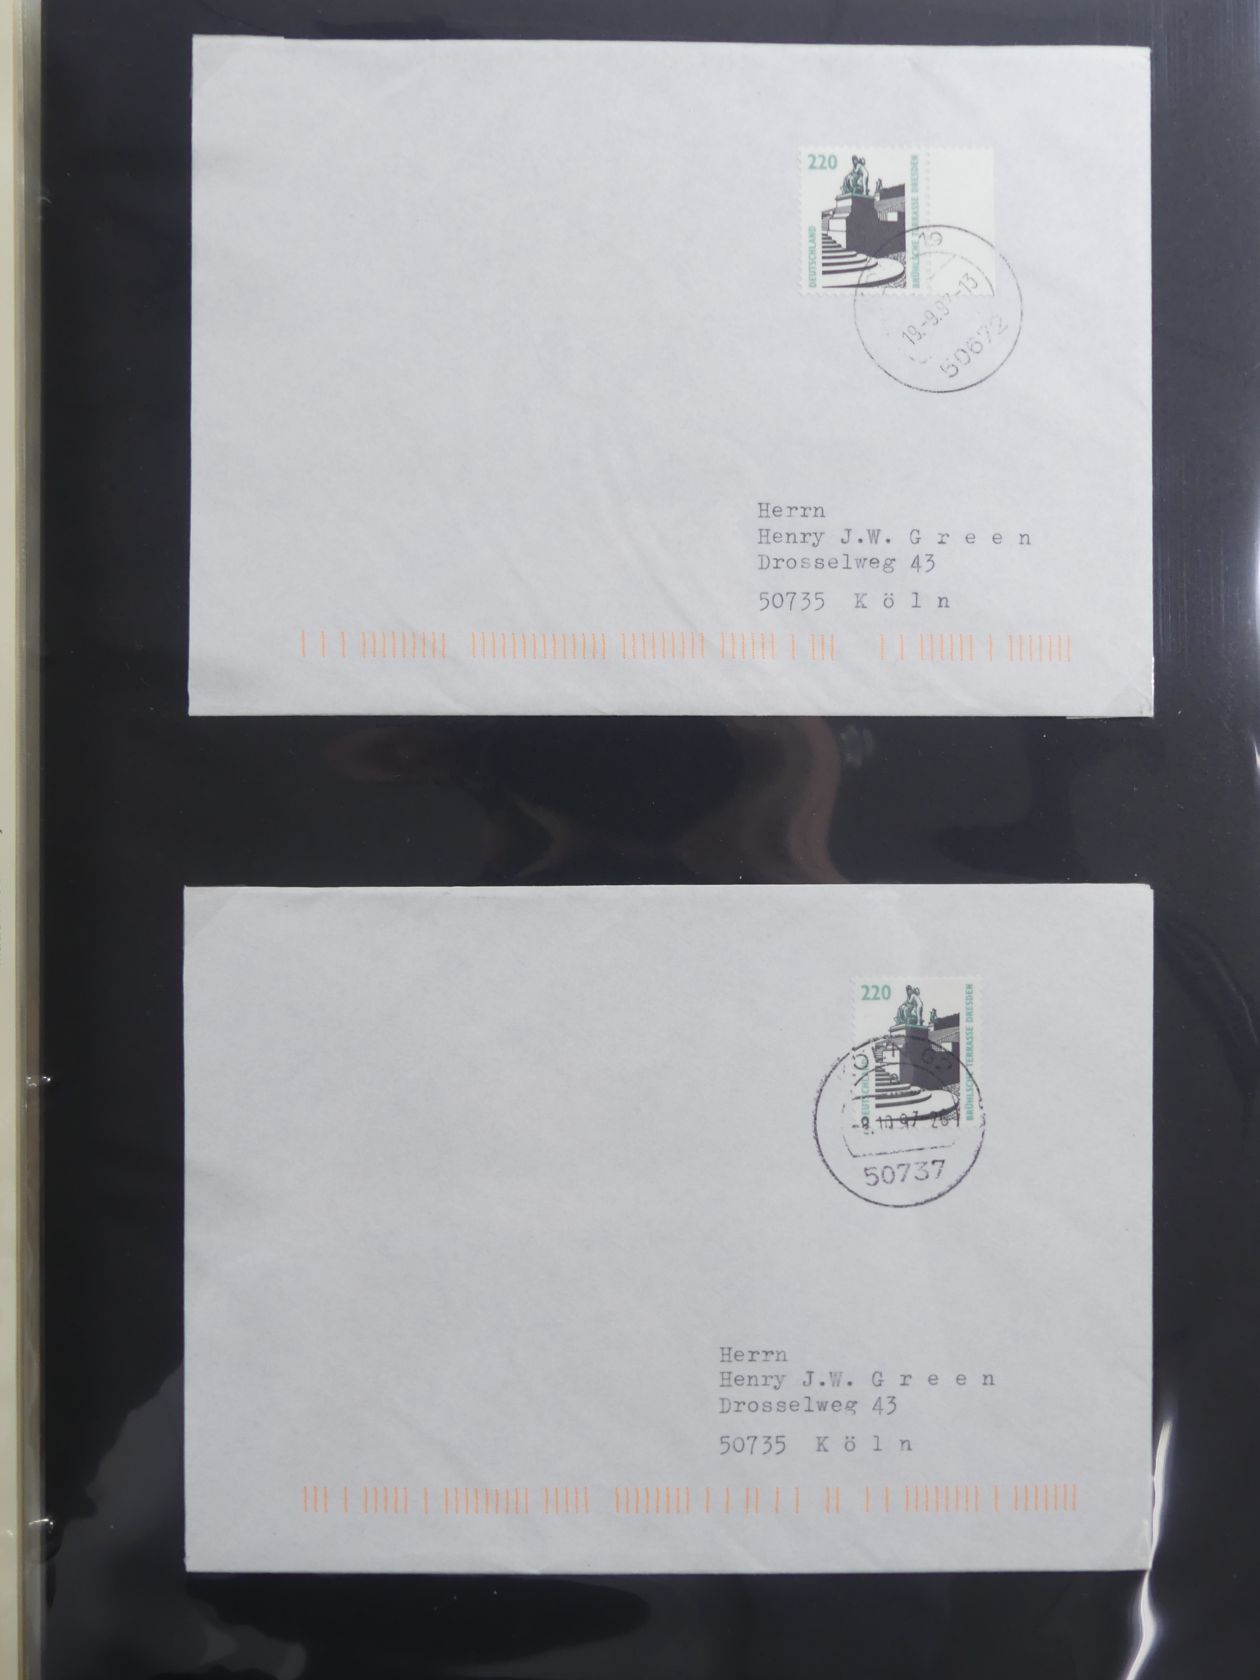 220
DEUTSCHLAND
BRÜHLSCHE TERRASSE DRESDEN
19.-9.97-13
50672
Herrn
Henry J.W. G r e e n
Drosselweg 43
50735 K ö l n
220
DEUTSCHLAND
BRÜHLSCHE TERRASSE DRESDEN
50737
Herrn
Henry J.W. G r e e n
Drosselweg 43
50735 K ö l n